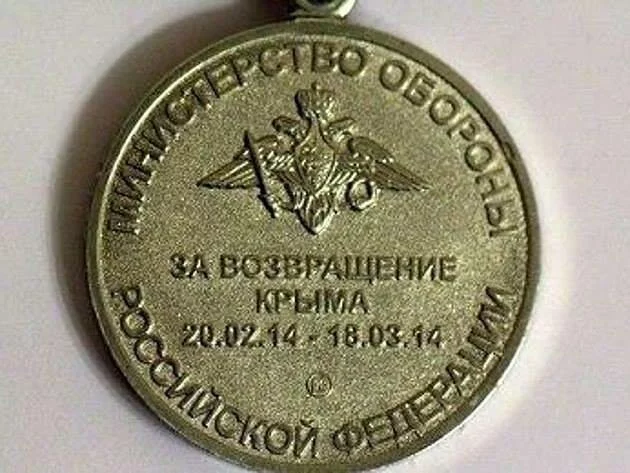 МИНИСТЕРСТВО ОБОРОНЫ
ЗА ВОЗВРАЩЕНИЕ
КРЫМА
20.02.14 - 18.03.14
РОССИЙСКОЙ ФЕДЕРАЦИИ